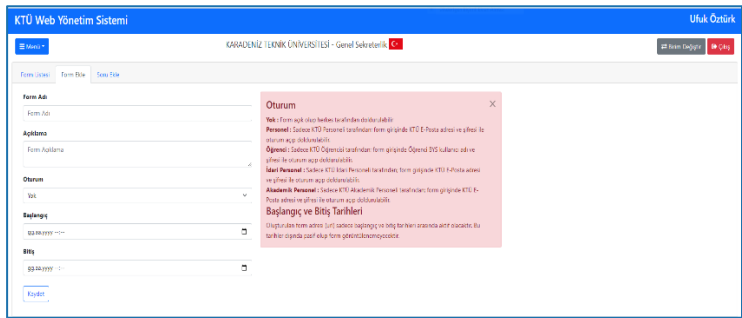 KTÜ Web Yönetim Sistemi
Ufuk Öztürk
Menü
KARADENİZ TEKNİK ÜNİVERSİTESİ - Genel Sekreterlik
Birim Değiştir
Çıkış
Form Listesi
Form Ekle
Soru Ekle
Form Adı
Form Adı
Açıklama
Form Açıklama
Oturum
Yok
Başlangıç
gg.aa.yyyy --:--
Bitiş
gg.aa.yyyy --:--
Kaydet
Oturum
X
Yok : Form açık olup herkes tarafından doldurulabilir.
Personel : Sadece KTÜ Personeli tarafından form girişinde KTÜ E-Posta adresi ve şifresi ile
oturum açıp doldurulabilir.
Öğrenci : Sadece KTÜ Öğrencisi tarafından form girişinde Öğrenci BYS kullanıcı adı ve
şifresi ile oturum açıp doldurulabilir.
İdari Personel : Sadece KTÜ İdari Personeli tarafından, form girişinde KTÜ E-Posta adresi
ve şifresi ile oturum açıp doldurulabilir.
Akademik Personel : Sadece KTÜ Akademik Personeli tarafından form girişinde KTÜ E-
Posta adresi ve şifresi ile oturum açıp doldurulabilir.
Başlangıç ve Bitiş Tarihleri
Oluşturulan form adresi [url] sadece başlangıç ve bitiş tarihleri arasında aktif olacaktır. Bu
tarihler dışında pasif olup form görüntülenemeyecektir.